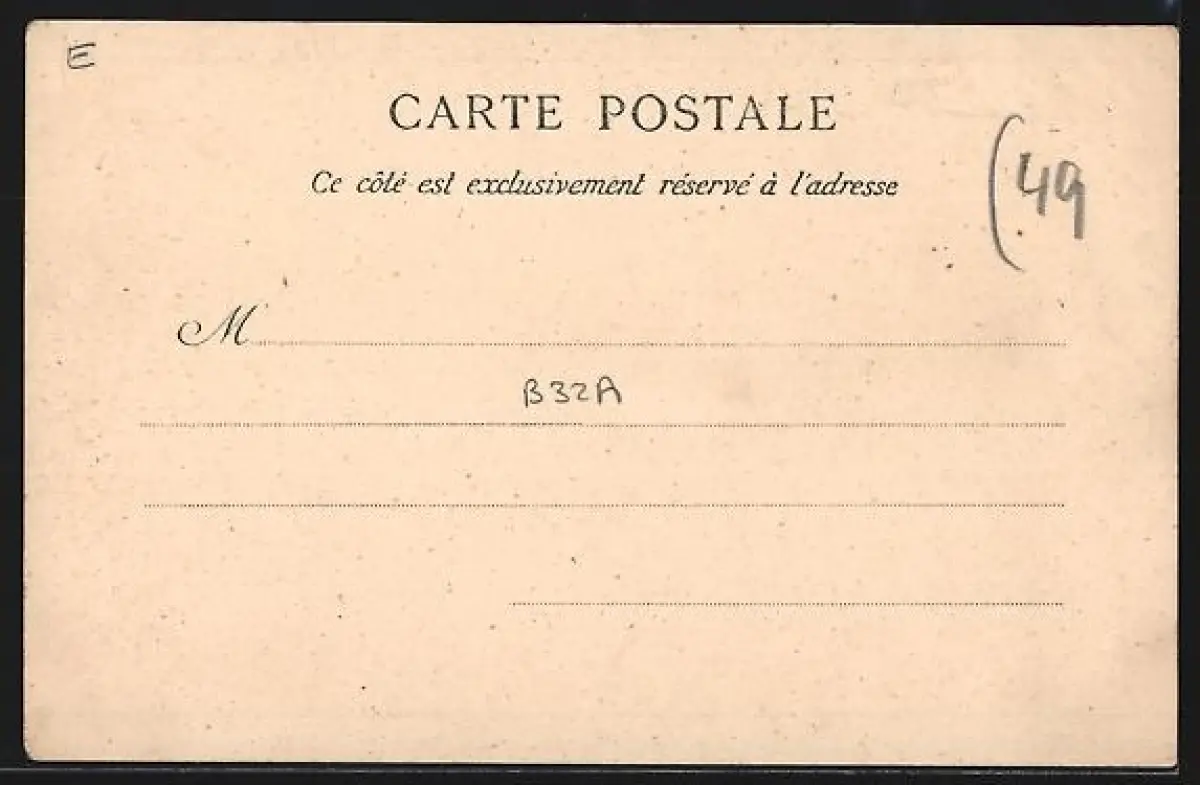 E
CARTE POSTALE
Ce côté est exclusivement réservé à l'adresse
(49
M
B32A